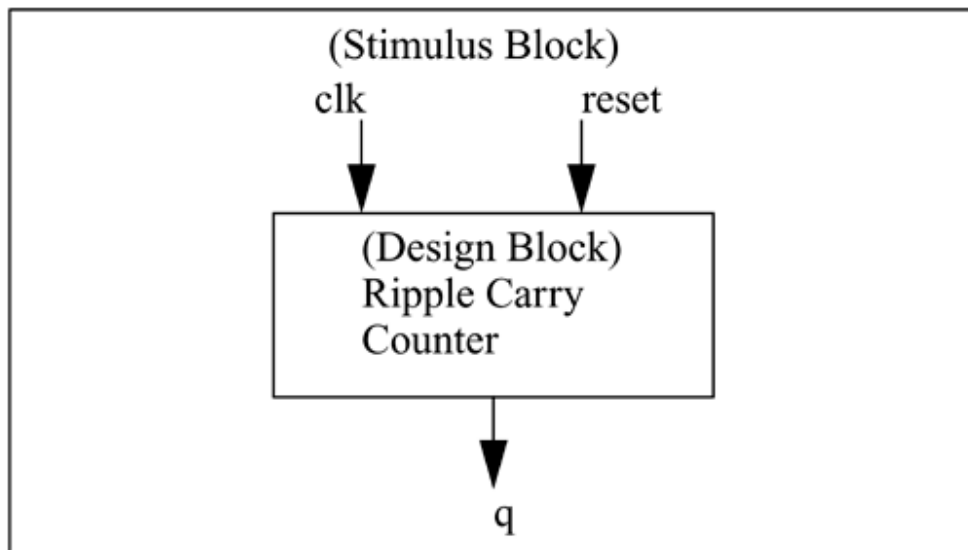 (Stimulus Block)
clk reset
(Design Block)
Ripple Carry
Counter
q